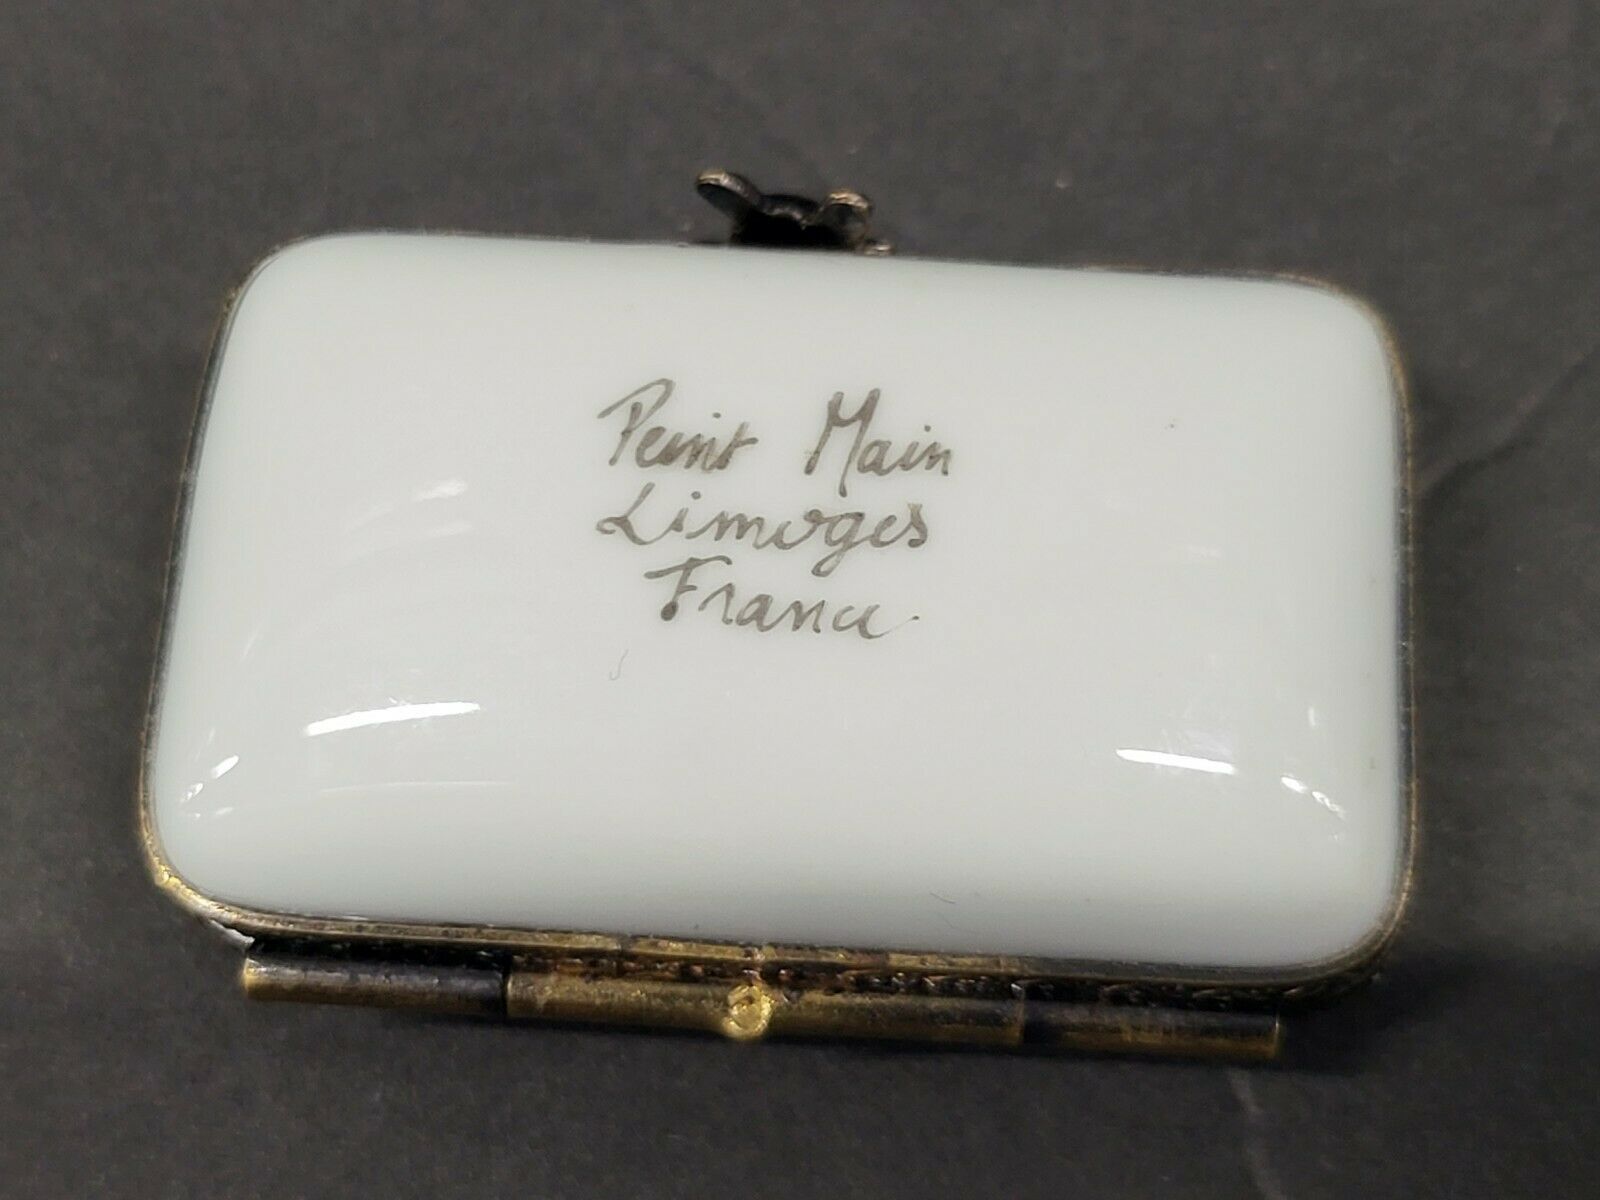 Peint Main
Limoges
France